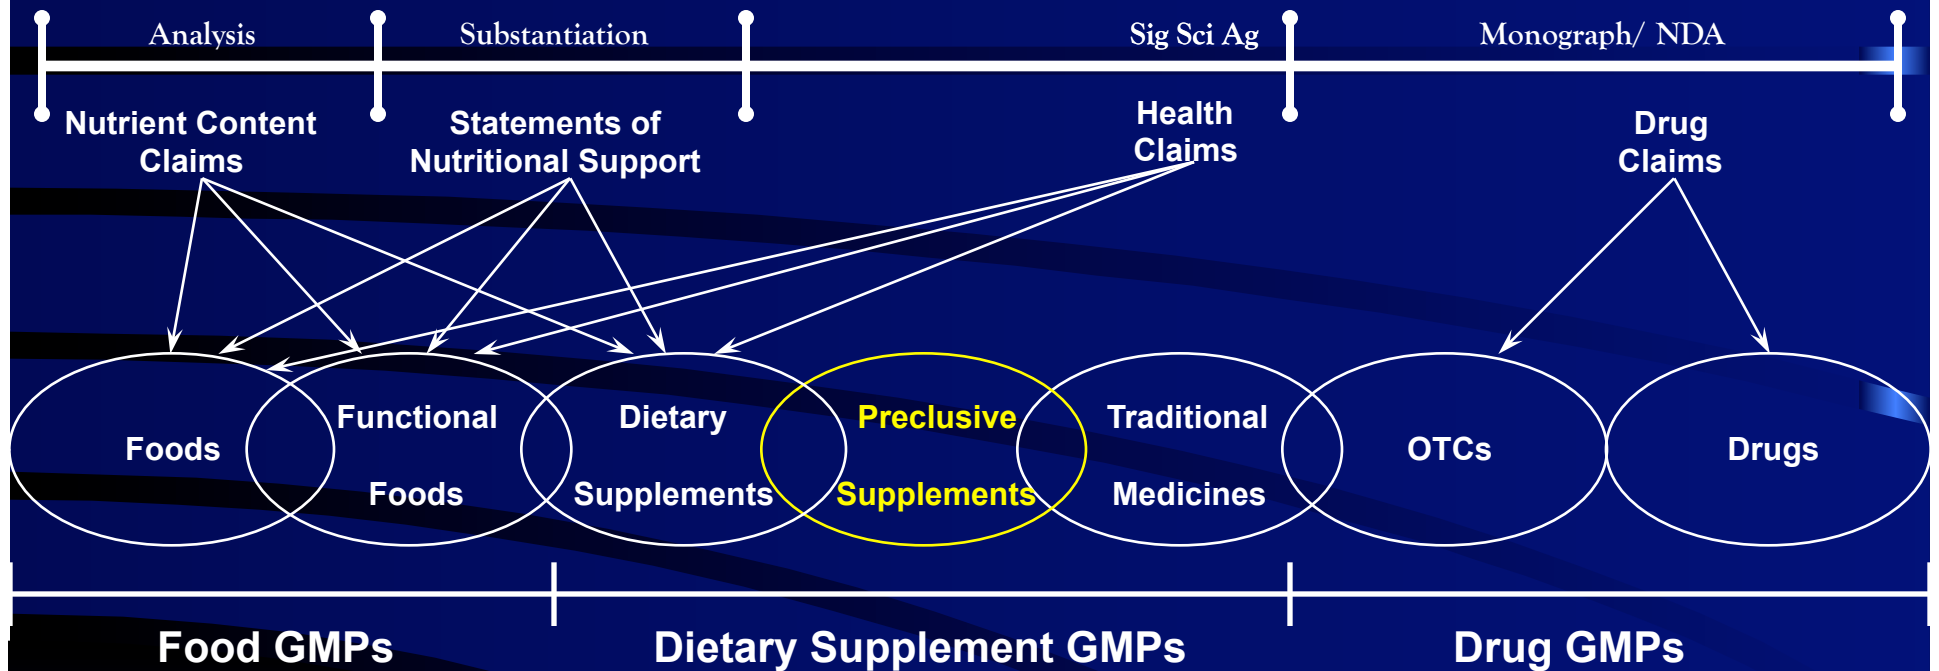 Analysis
Substantiation
Sig Sci Ag
Monograph/ NDA
Nutrient Content
Claims
Statements of
Nutritional Support
Health
Claims
Drug
Claims
Foods
Functional
Foods
Dietary
Supplements
Preclusive
Supplements
Traditional
Medicines
OTCs
Drugs
Food GMPs
Dietary Supplement GMPs
Drug GMPs